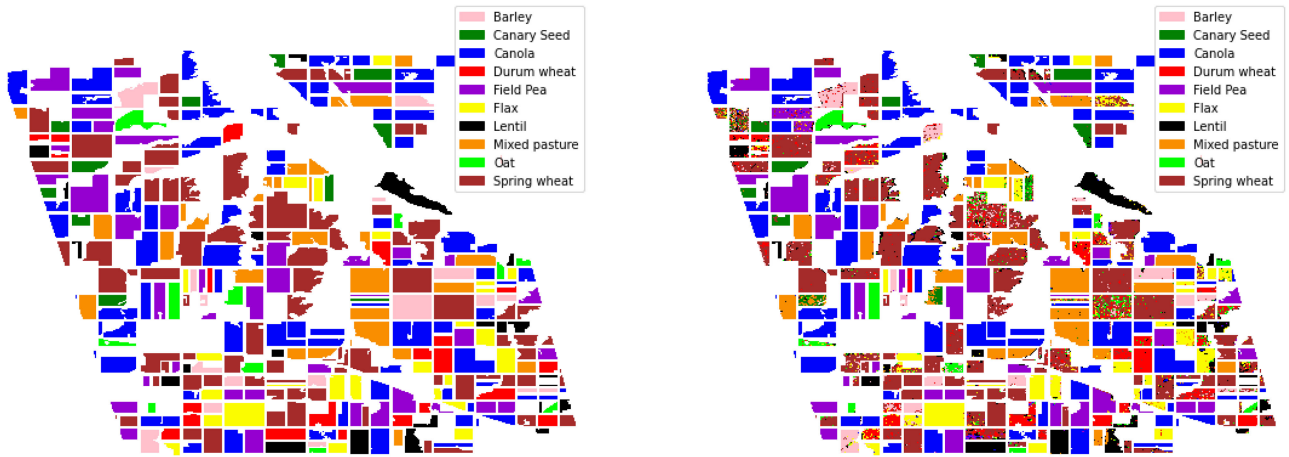 Barley
Canary Seed
Canola
Durum wheat
Field Pea
Flax
Lentil
Mixed pasture
Oat
Spring wheat
Barley
Canary Seed
Canola
Durum wheat
Field Pea
Flax
Lentil
Mixed pasture
Oat
Spring wheat